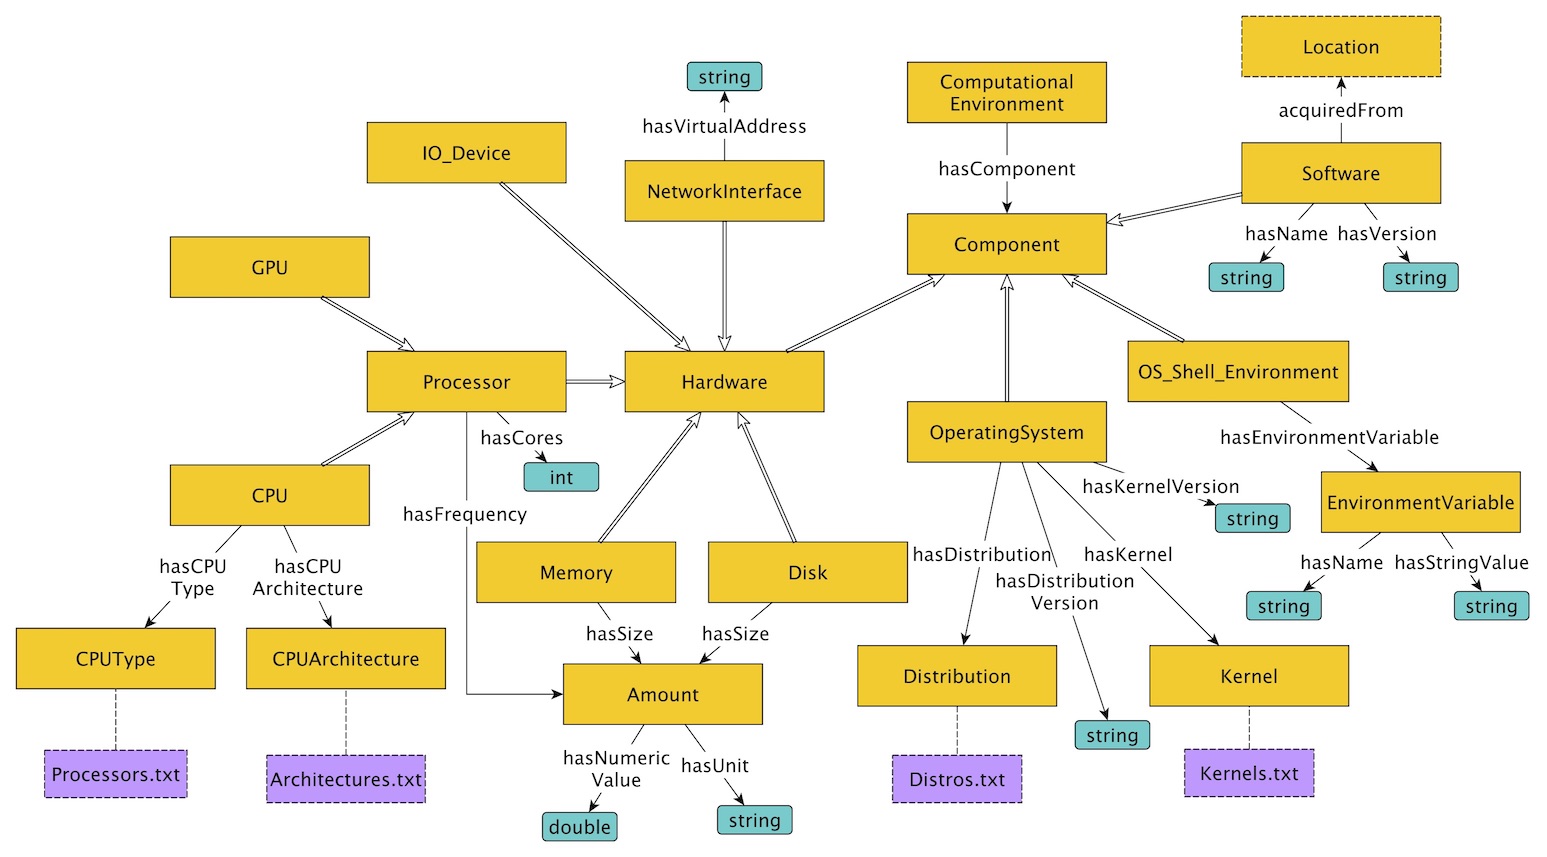 Location
string
Computational
Environment
acquiredFrom
hasVirtualAddress
IO_Device
hasComponent
Software
NetworkInterface
hasName
hasVersion
Component
GPU
string
string
Processor
Hardware
OS_Shell_Environment
hasCores
OperatingSystem
hasEnvironmentVariable
int
hasKernelVersion
CPU
EnvironmentVariable
hasFrequency
string
hasDistribution
hasKernel
hasCPU
Type
hasCPU
Architecture
Memory
Disk
hasName
hasStringValue
hasDistribution
Version
string
string
hasSize
hasSize
CPUType
CPUArchitecture
Distribution
Kernel
Amount
string
hasNumeric
Value
hasUnit
Processors.txt
Architectures.txt
Distros.txt
Kernels.txt
double
string